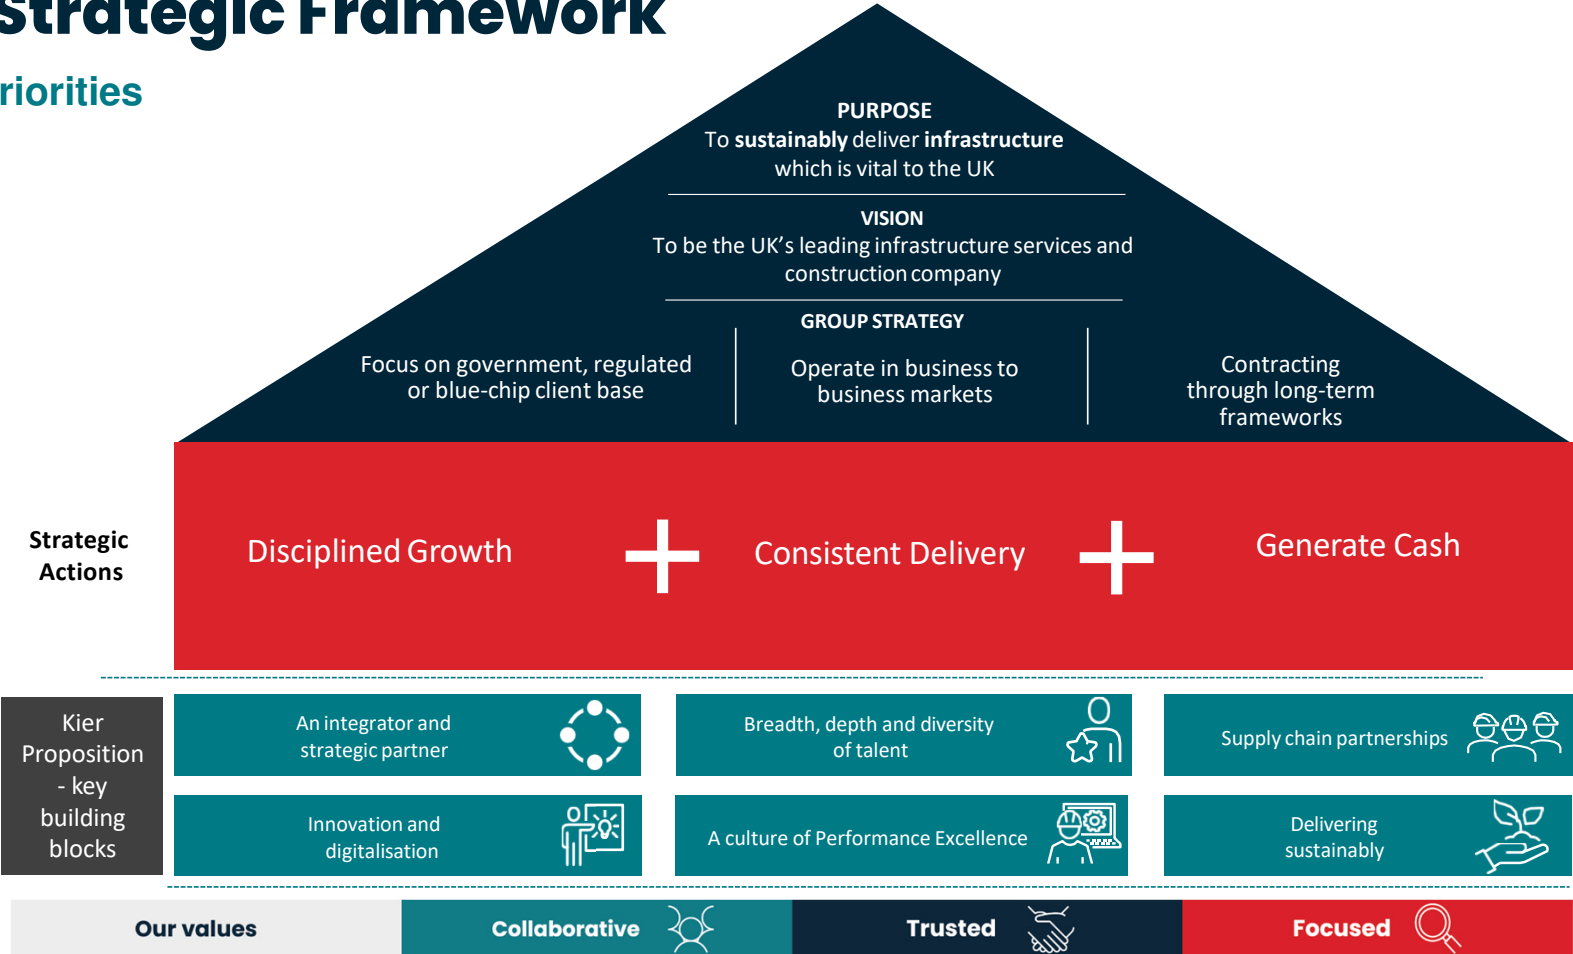 Strategic Framework
riorities
PURPOSE
To sustainably deliver infrastructure
which is vital to the UK
VISION
To be the UK’s leading infrastructure services and
construction company
GROUP STRATEGY
Focus on government, regulated
or blue-chip client base
Operate in business to
business markets
Contracting
through long-term
frameworks
Strategic
Actions
Disciplined Growth
+
Consistent Delivery
+
Generate Cash
Kier
Proposition
- key
building
blocks
An integrator and
strategic partner
Breadth, depth and diversity
of talent
Supply chain partnerships
Innovation and
digitalisation
A culture of Performance Excellence
Delivering
sustainably
Our values
Collaborative
Trusted
Focused